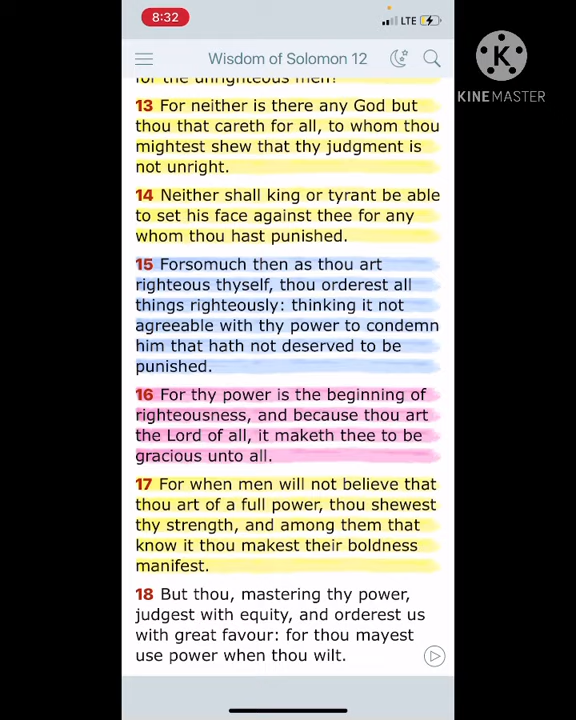 8:32
LTE
Wisdom of Solomon 12
for the unrighteous men?
13 For neither is there any God but
thou that careth for all, to whom thou
mightest shew that thy judgment is
not unright.
14 Neither shall king or tyrant be able
to set his face against thee for any
whom thou hast punished.
15 Forsomuch then as thou art
righteous thyself, thou orderest all
things righteously: thinking it not
agreeable with thy power to condemn
him that hath not deserved to be
punished.
16 For thy power is the beginning of
righteousness, and because thou art
the Lord of all, it maketh thee to be
gracious unto all.
17 For when men will not believe that
thou art of a full power, thou shewest
thy strength, and among them that
know it thou makest their boldness
manifest.
18 But thou, mastering thy power,
judgest with equity, and orderest us
with great favour: for thou mayest
use power when thou wilt.
K
KINEMASTER